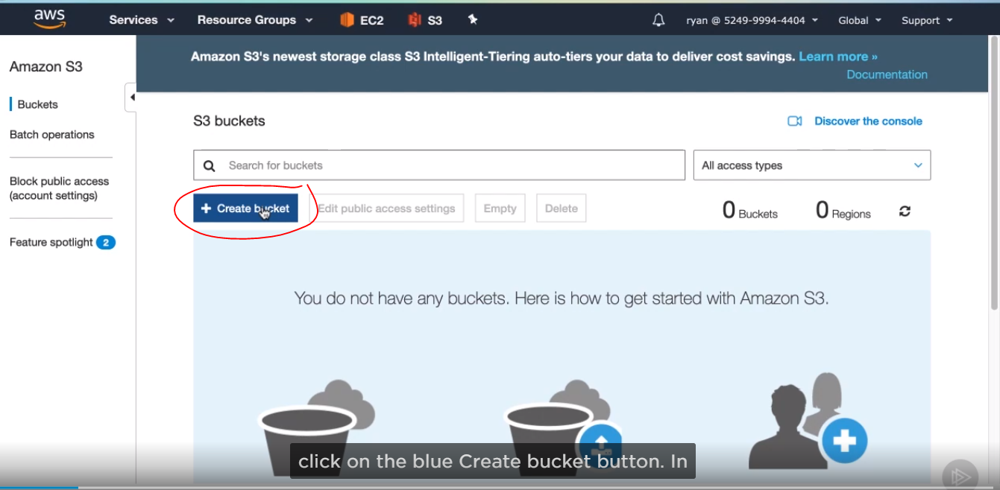 aws
Services Resource Groups EC2 S3 ryan @ 5249-9994-4404 Global Support
Amazon S3
Buckets
Batch operations
Block public access
(account settings)
Feature spotlight 2
Amazon S3's newest storage class S3 Intelligent-Tiering auto-tiers your data to deliver cost savings. Learn more »
Documentation
S3 buckets
Discover the console
Search for buckets
All access types
+ Create bucket Edit public access settings Empty Delete 0 Buckets 0 Regions
You do not have any buckets. Here is how to get started with Amazon S3.
click on the blue Create bucket button. In